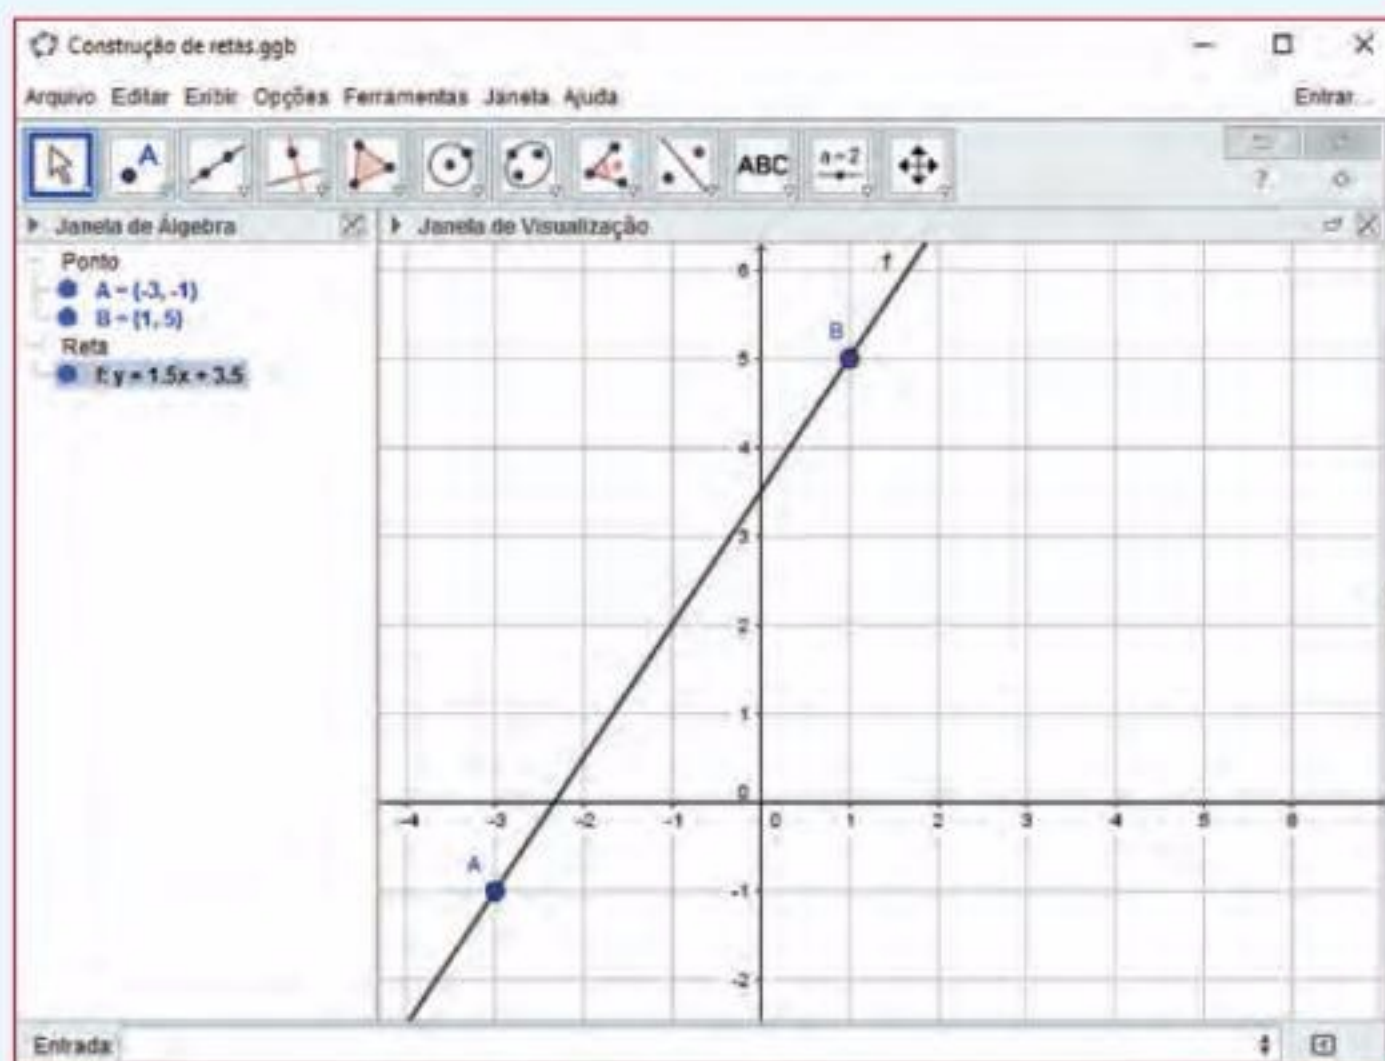 Construção de retas.ggb
Arquivo Editar Exibir Opções Ferramentas Janela Ajuda Entrar...
A ABC a=2
Janela de Álgebra
Janela de Visualização
Ponto
A = (-3, -1)
B = (1, 5)
Reta
f: y = 1.5x + 3.5
f
6
B
5
4
3
2
1
0
-4 -3 -2 -1 0 1 2 3 4 5 6
A
-1
-2
Entrada: